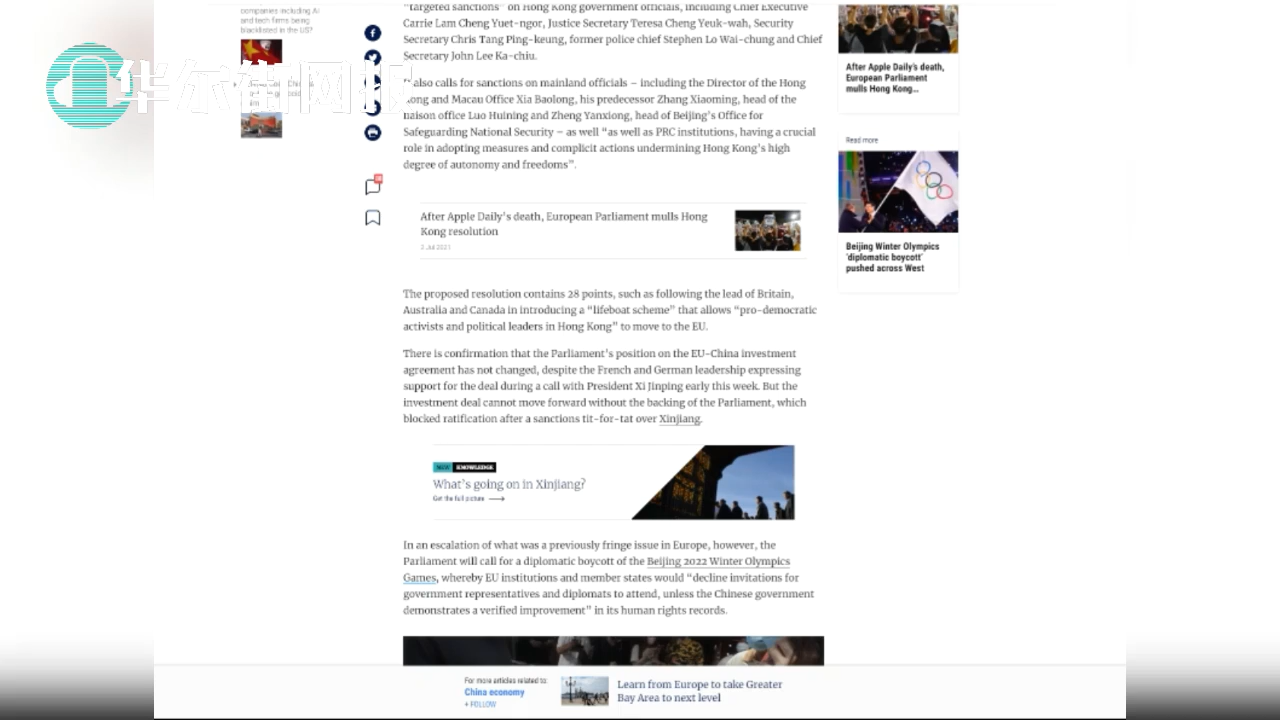 companies including AI
and tech firms being
blacklisted in the US?
华尔街网报
"targeted sanctions" on Hong Kong government officials, including Chief Executive
Carrie Lam Cheng Yuet-ngor, Justice Secretary Teresa Cheng Yeuk-wah, Security
Secretary Chris Tang Ping-keung, former police chief Stephen Lo Wai-chung and Chief
Secretary John Lee Ka-chiu.
also calls for sanctions on mainland officials – including the Director of the Hong
Kong and Macau Office Xia Baolong, his predecessor Zhang Xiaoming, head of the
liaison office Luo Huining and Zheng Yanxiong, head of Beijing's Office for
Safeguarding National Security – as well "as well as PRC institutions, having a crucial
role in adopting measures and complicit actions undermining Hong Kong's high
degree of autonomy and freedoms".
After Apple Daily's death, European Parliament mulls Hong
Kong resolution
2 Jul 2021
The proposed resolution contains 28 points, such as following the lead of Britain,
Australia and Canada in introducing a "lifeboat scheme" that allows "pro-democratic
activists and political leaders in Hong Kong" to move to the EU.
There is confirmation that the Parliament's position on the EU-China investment
agreement has not changed, despite the French and German leadership expressing
support for the deal during a call with President Xi Jinping early this week. But the
investment deal cannot move forward without the backing of the Parliament, which
blocked ratification after a sanctions tit-for-tat over Xinjiang.
KNOWLEDGE
What's going on in Xinjiang?
Get the full picture
In an escalation of what was a previously fringe issue in Europe, however, the
Parliament will call for a diplomatic boycott of the Beijing 2022 Winter Olympics
Games, whereby EU institutions and member states would "decline invitations for
government representatives and diplomats to attend, unless the Chinese government
demonstrates a verified improvement" in its human rights records.
After Apple Daily's death,
European Parliament
mulls Hong Kong...
Read more
Beijing Winter Olympics
'diplomatic boycott'
pushed across West
For more articles related to:
China economy
+ FOLLOW
Learn from Europe to take Greater
Bay Area to next level